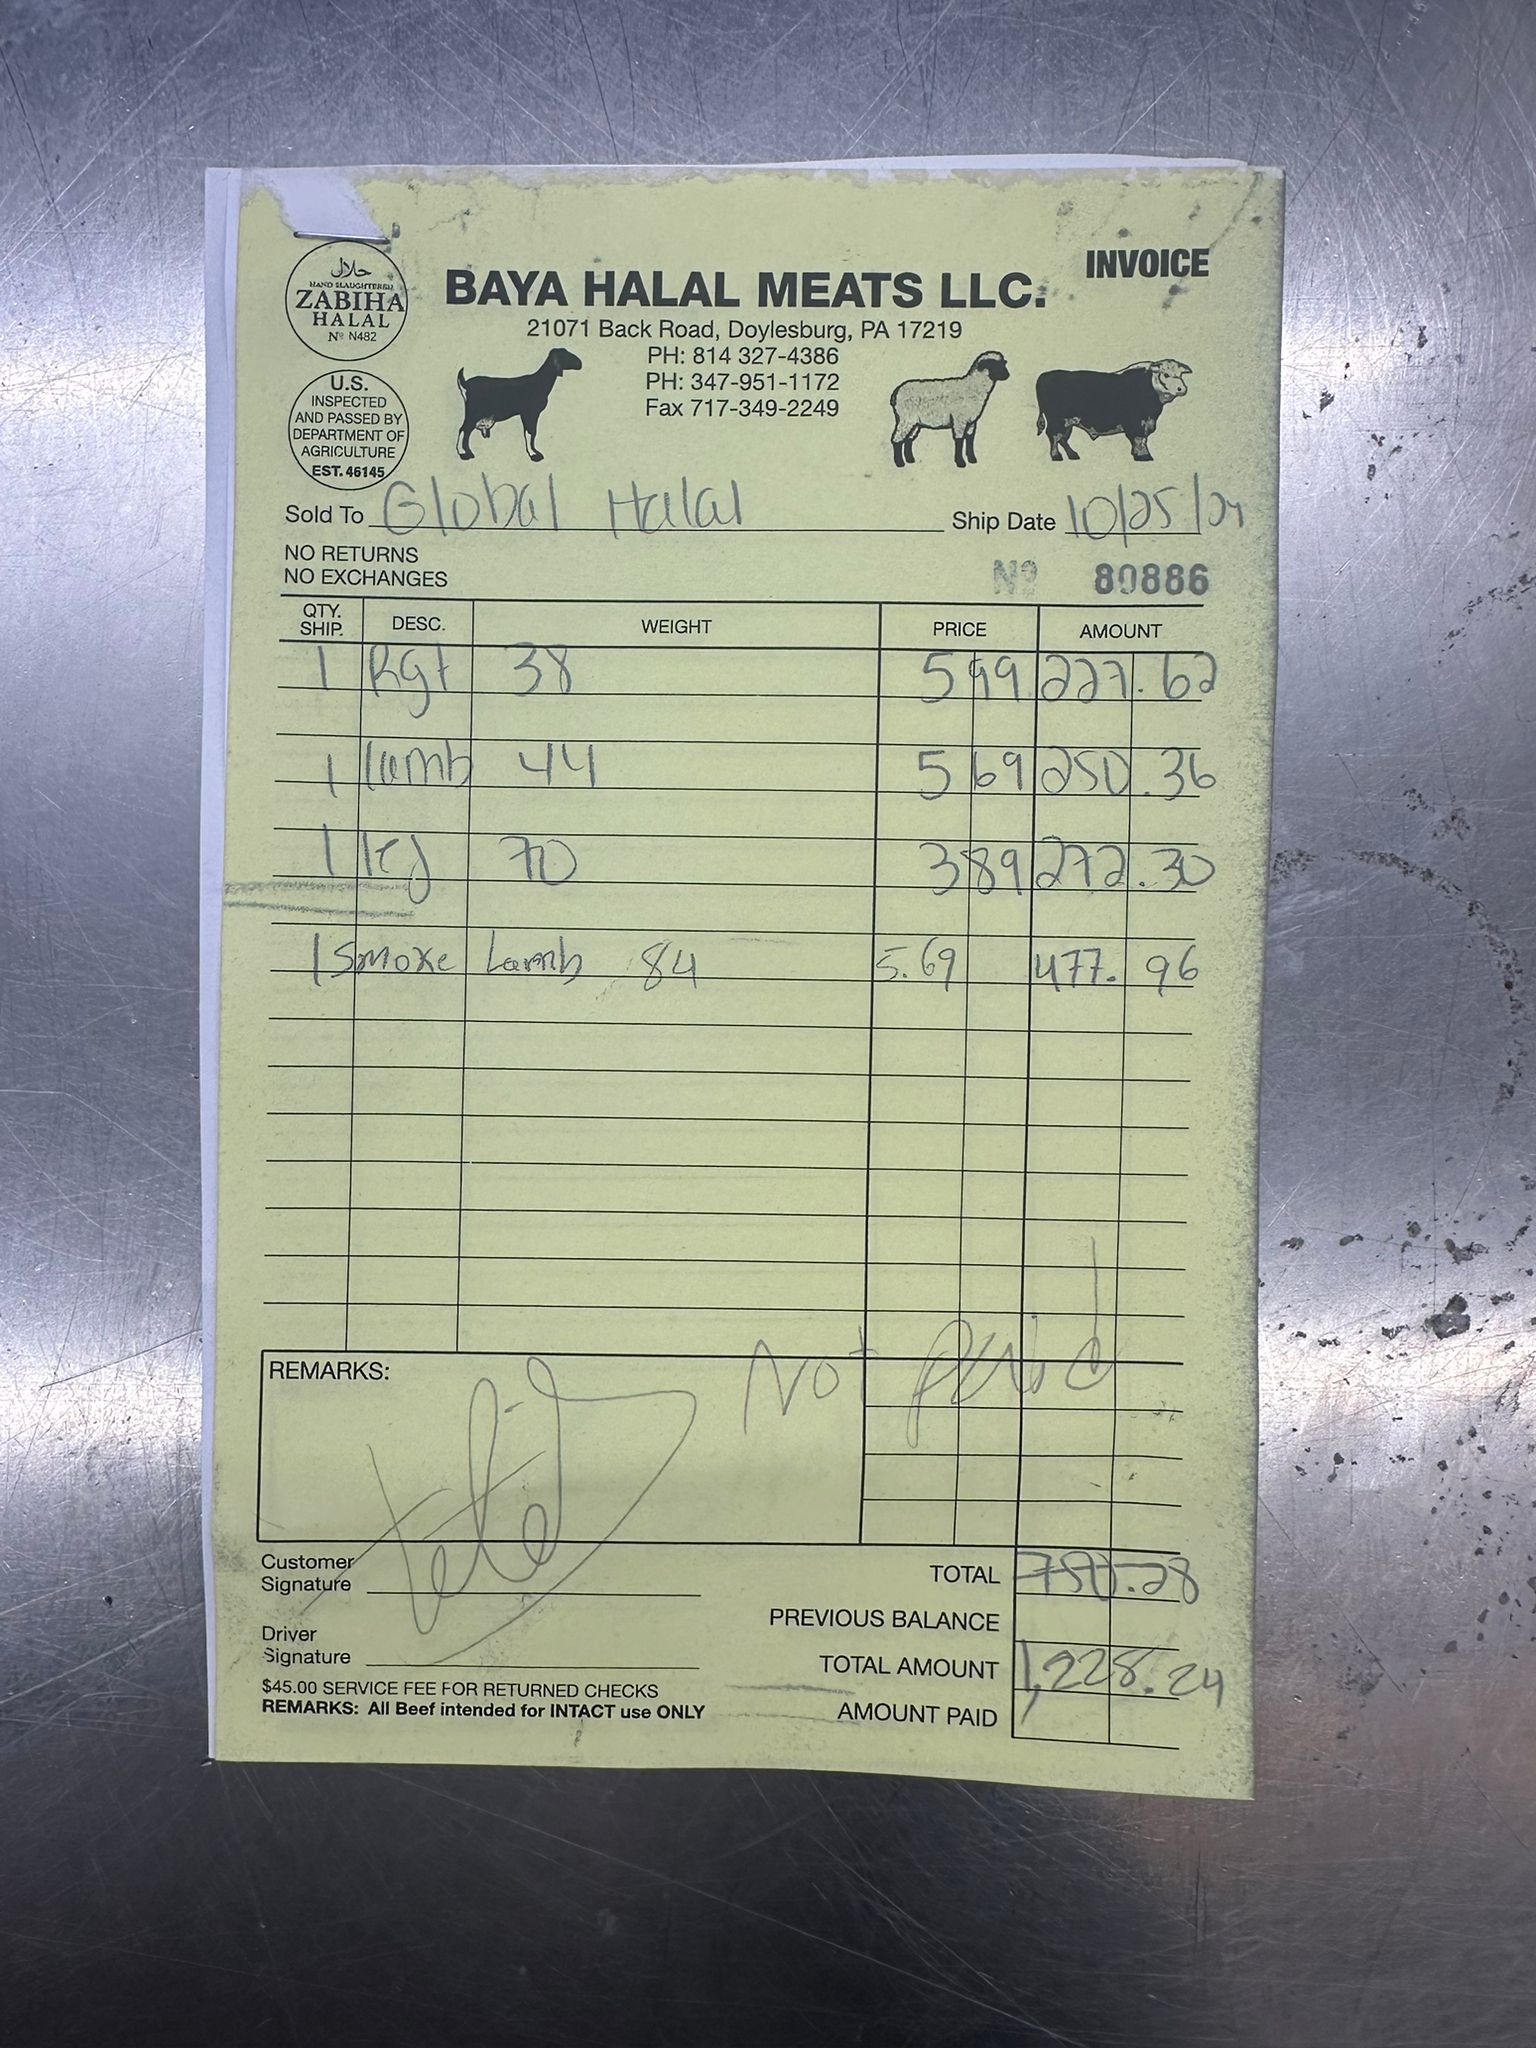 INVOICE
حلال
HAND SLAUGHTERED
ZABIHA
HALAL
Nº N482
BAYA HALAL MEATS LLC.
21071 Back Road, Doylesburg, PA 17219
PH: 814 327-4386
PH: 347-951-1172
Fax 717-349-2249
U.S.
INSPECTED
AND PASSED BY
DEPARTMENT OF
AGRICULTURE
EST. 46145
Sold To Global Halal Ship Date 10/25/24
NO RETURNS
NO EXCHANGES
Nº 80886
QTY. SHIP. DESC. WEIGHT PRICE AMOUNT
1 Rgt 38 5 99 227.62
1 lamb 44 5 69 250.36
1 leg 70 3 89 272.30
1 Smoke Lamb 84 5.69 477.96
Not paid
REMARKS:
Customer Signature
TOTAL 750.28
PREVIOUS BALANCE
Driver Signature
TOTAL AMOUNT 1,228.24
AMOUNT PAID
$45.00 SERVICE FEE FOR RETURNED CHECKS
REMARKS: All Beef intended for INTACT use ONLY